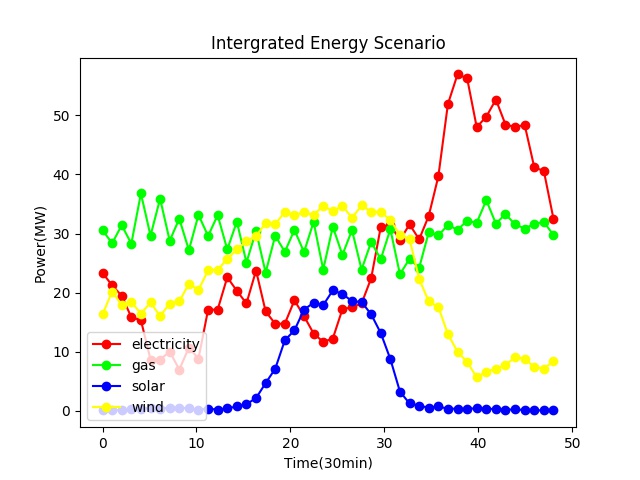 Intergrated Energy Scenario
Power(MW)
50
40
30
20
10
0
electricity
gas
solar
wind
0 10 20 30 40 50
Time(30min)